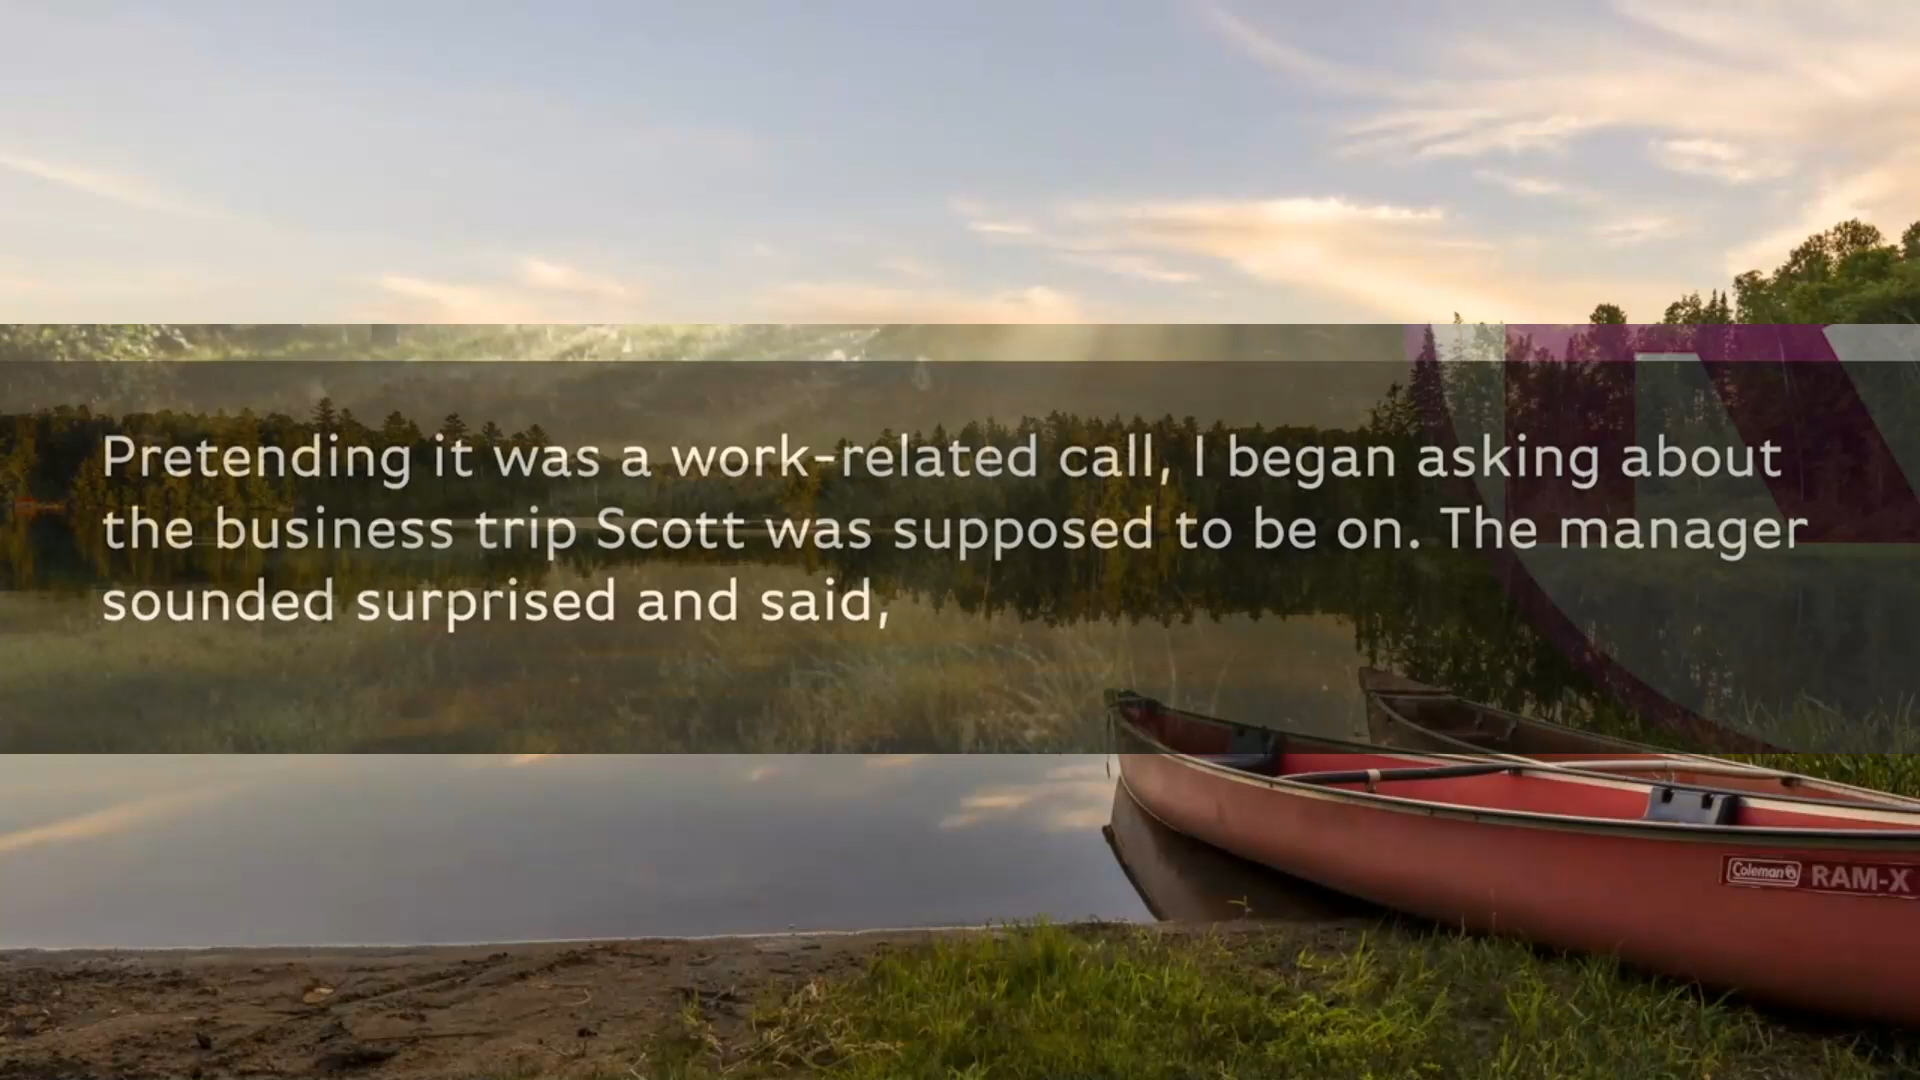 Pretending it was a work-related call, I began asking about
the business trip Scott was supposed to be on. The manager
sounded surprised and said,
Coleman RAM-X